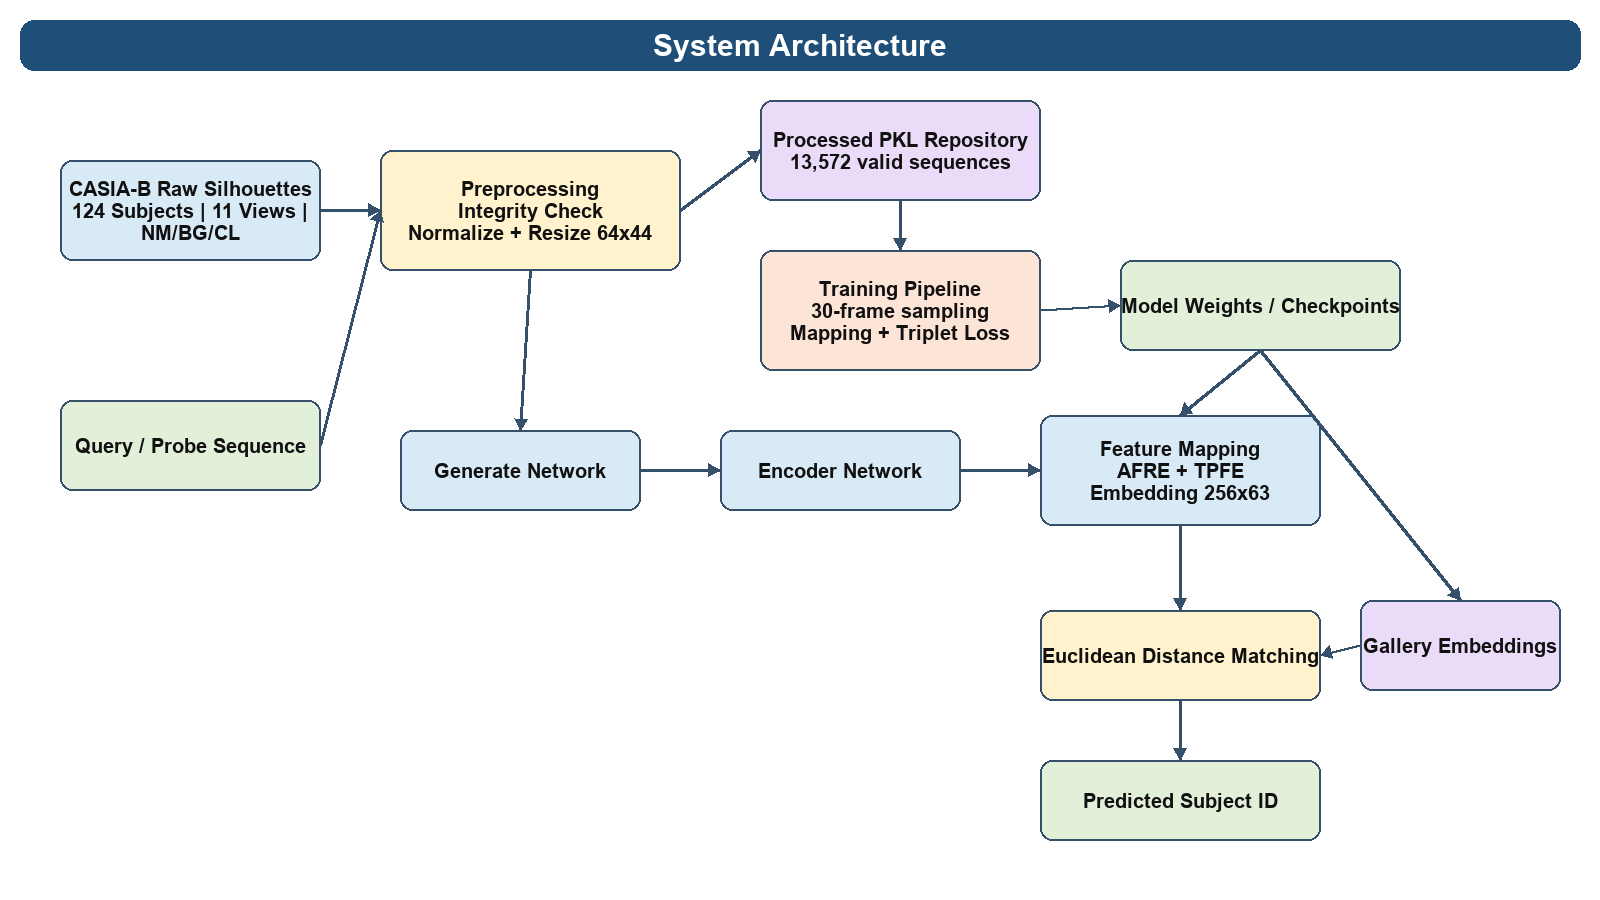 System Architecture
CASIA-B Raw Silhouettes
124 Subjects | 11 Views |
NM/BG/CL
Preprocessing
Integrity Check
Normalize + Resize 64x44
Processed PKL Repository
13,572 valid sequences
Training Pipeline
30-frame sampling
Mapping + Triplet Loss
Model Weights / Checkpoints
Query / Probe Sequence
Generate Network
Encoder Network
Feature Mapping
AFRE + TPFE
Embedding 256x63
Euclidean Distance Matching
Gallery Embeddings
Predicted Subject ID